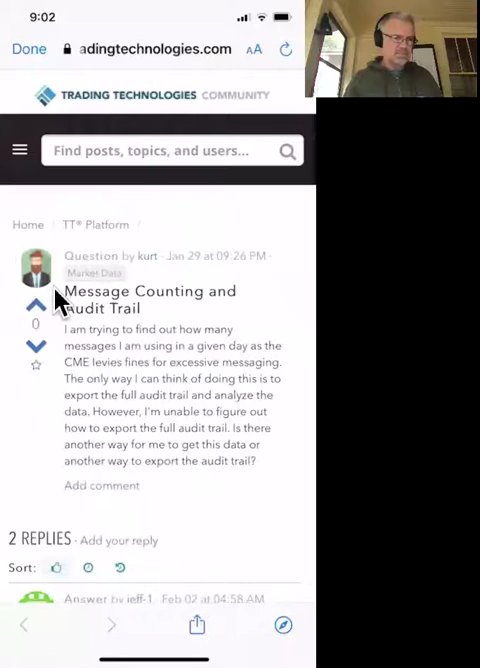 9:02
Done
adingtechnologies.com
AA
TRADING TECHNOLOGIES COMMUNITY
Find posts, topics, and users...
Home / TT® Platform /
Question by kurt · Jan 29 at 09:26 PM ·
Market Data
Message Counting and
Audit Trail
I am trying to find out how many
messages I am using in a given day as the
CME levies fines for excessive messaging.
The only way I can think of doing this is to
export the full audit trail and analyze the
data. However, I'm unable to figure out
how to export the full audit trail. Is there
another way for me to get this data or
another way to export the audit trail?
0
Add comment
2 REPLIES · Add your reply
Sort:
Answer by jeff-1 · Feb 02 at 04:58 AM